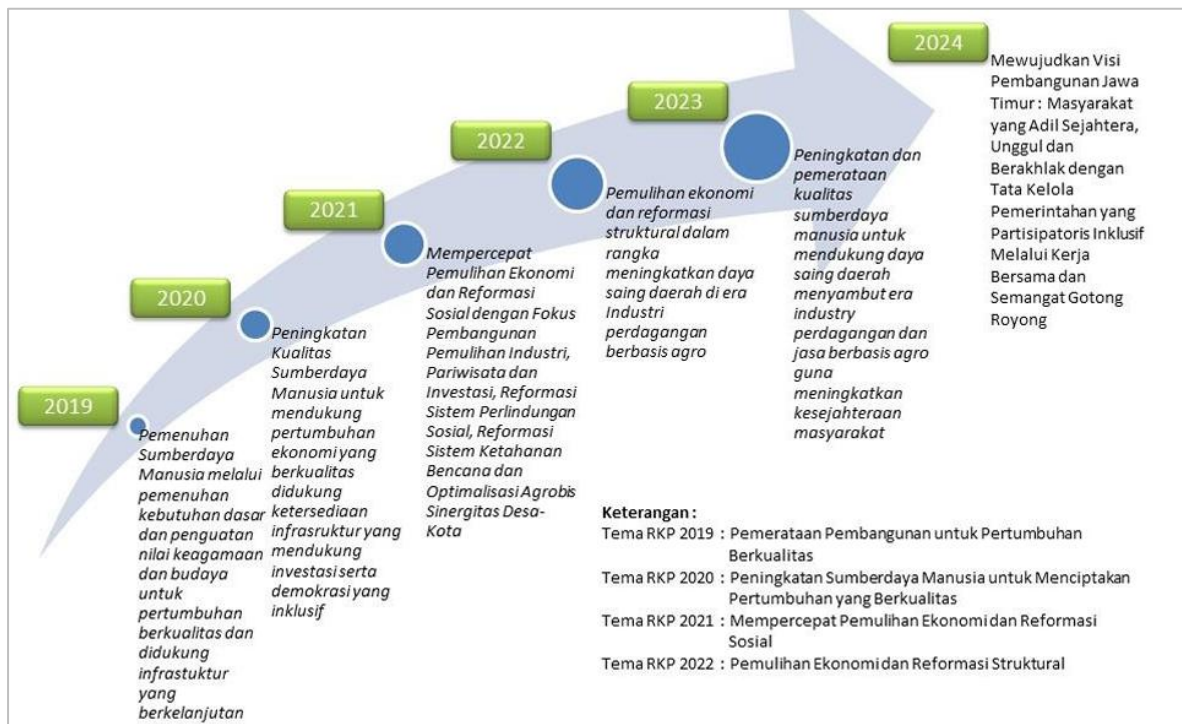 2019
Pemenuhan
Sumberdaya
Manusia melalui
pemenuhan
kebutuhan dasar
dan penguatan
nilai keagamaan
dan budaya
untuk
pertumbuhan
berkualitas dan
didukung
infrastuktur
yang
berkelanjutan
2020
Peningkatan
Kualitas
Sumberdaya
Manusia untuk
mendukung
pertumbuhan
ekonomi yang
berkualitas
didukung
ketersediaan
infrasruktur yang
mendukung
investasi serta
demokrasi yang
inklusif
2021
Mempercepat
Pemulihan Ekonomi
dan Reformasi
Sosial dengan Fokus
Pembangunan
Pemulihan Industri,
Pariwisata dan
Investasi, Reformasi
Sistem Perlindungan
Sosial, Reformasi
Sistem Ketahanan
Bencana dan
Optimalisasi Agrobis
Sinergitas Desa-
Kota
2022
Pemulihan ekonomi
dan reformasi
struktural dalam
rangka
meningkatkan daya
saing daerah di era
Industri
perdagangan
berbasis agro
2023
Peningkatan dan
pemerataan
kualitas
sumberdaya
manusia untuk
mendukung daya
saing daerah
menyambut era
industry
perdagangan dan
jasa berbasis agro
guna
meningkatkan
kesejahteraan
masyarakat
2024
Mewujudkan Visi
Pembangunan Jawa
Timur : Masyarakat
yang Adil Sejahtera,
Unggul dan
Berakhlak dengan
Tata Kelola
Pemerintahan yang
Partisipatoris Inklusif
Melalui Kerja
Bersama dan
Semangat Gotong
Royong
Keterangan :
Tema RKP 2019 : Pemerataan Pembangunan untuk Pertumbuhan
Berkualitas
Tema RKP 2020 : Peningkatan Sumberdaya Manusia untuk Menciptakan
Pertumbuhan yang Berkualitas
Tema RKP 2021 : Mempercepat Pemulihan Ekonomi dan Reformasi
Sosial
Tema RKP 2022 : Pemulihan Ekonomi dan Reformasi Struktural